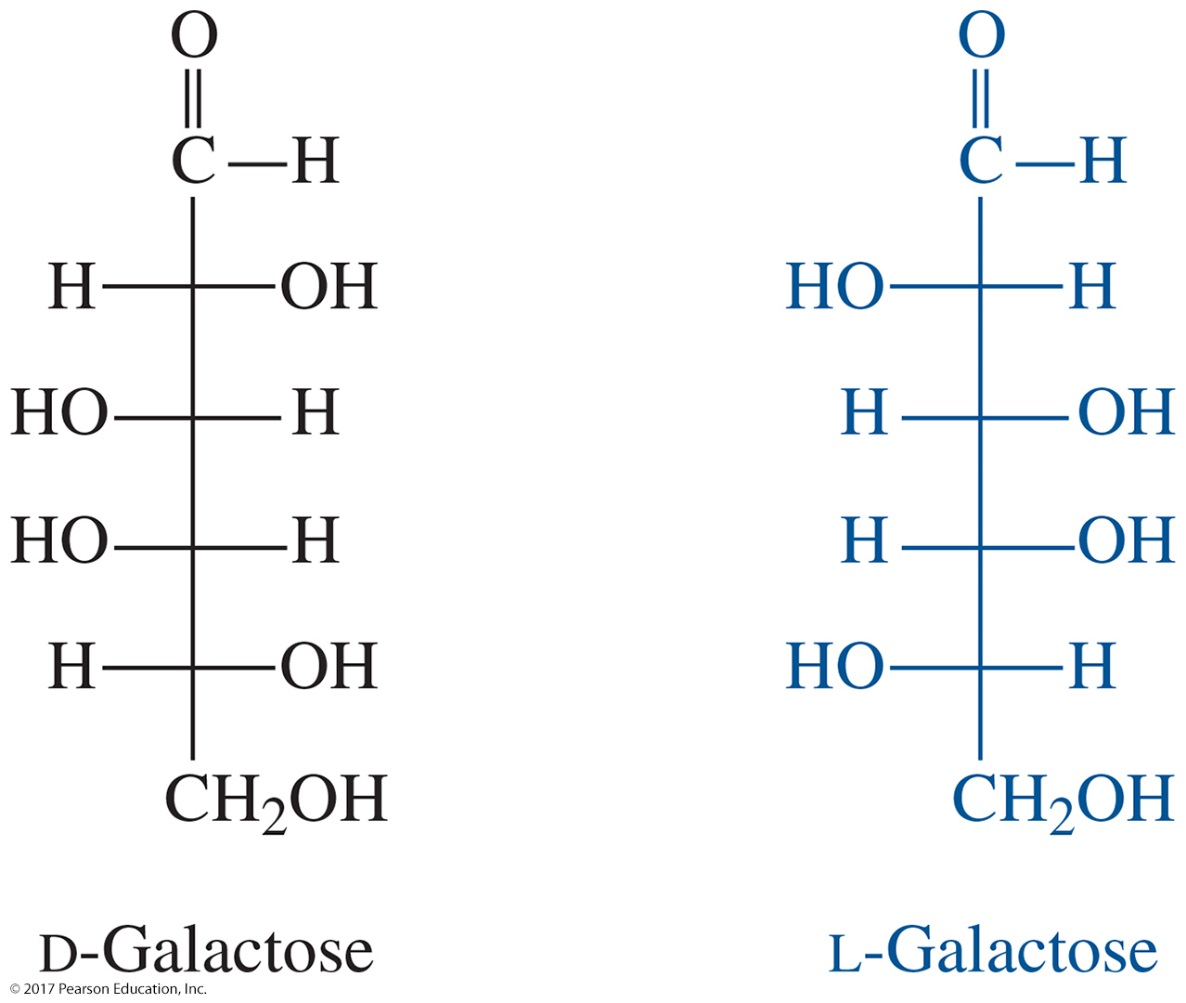 O O
C H C H
H OH HO H
HO H H OH
HO H H OH
H OH HO H
CH₂OH CH₂OH
D-Galactose L-Galactose
© 2017 Pearson Education, Inc.